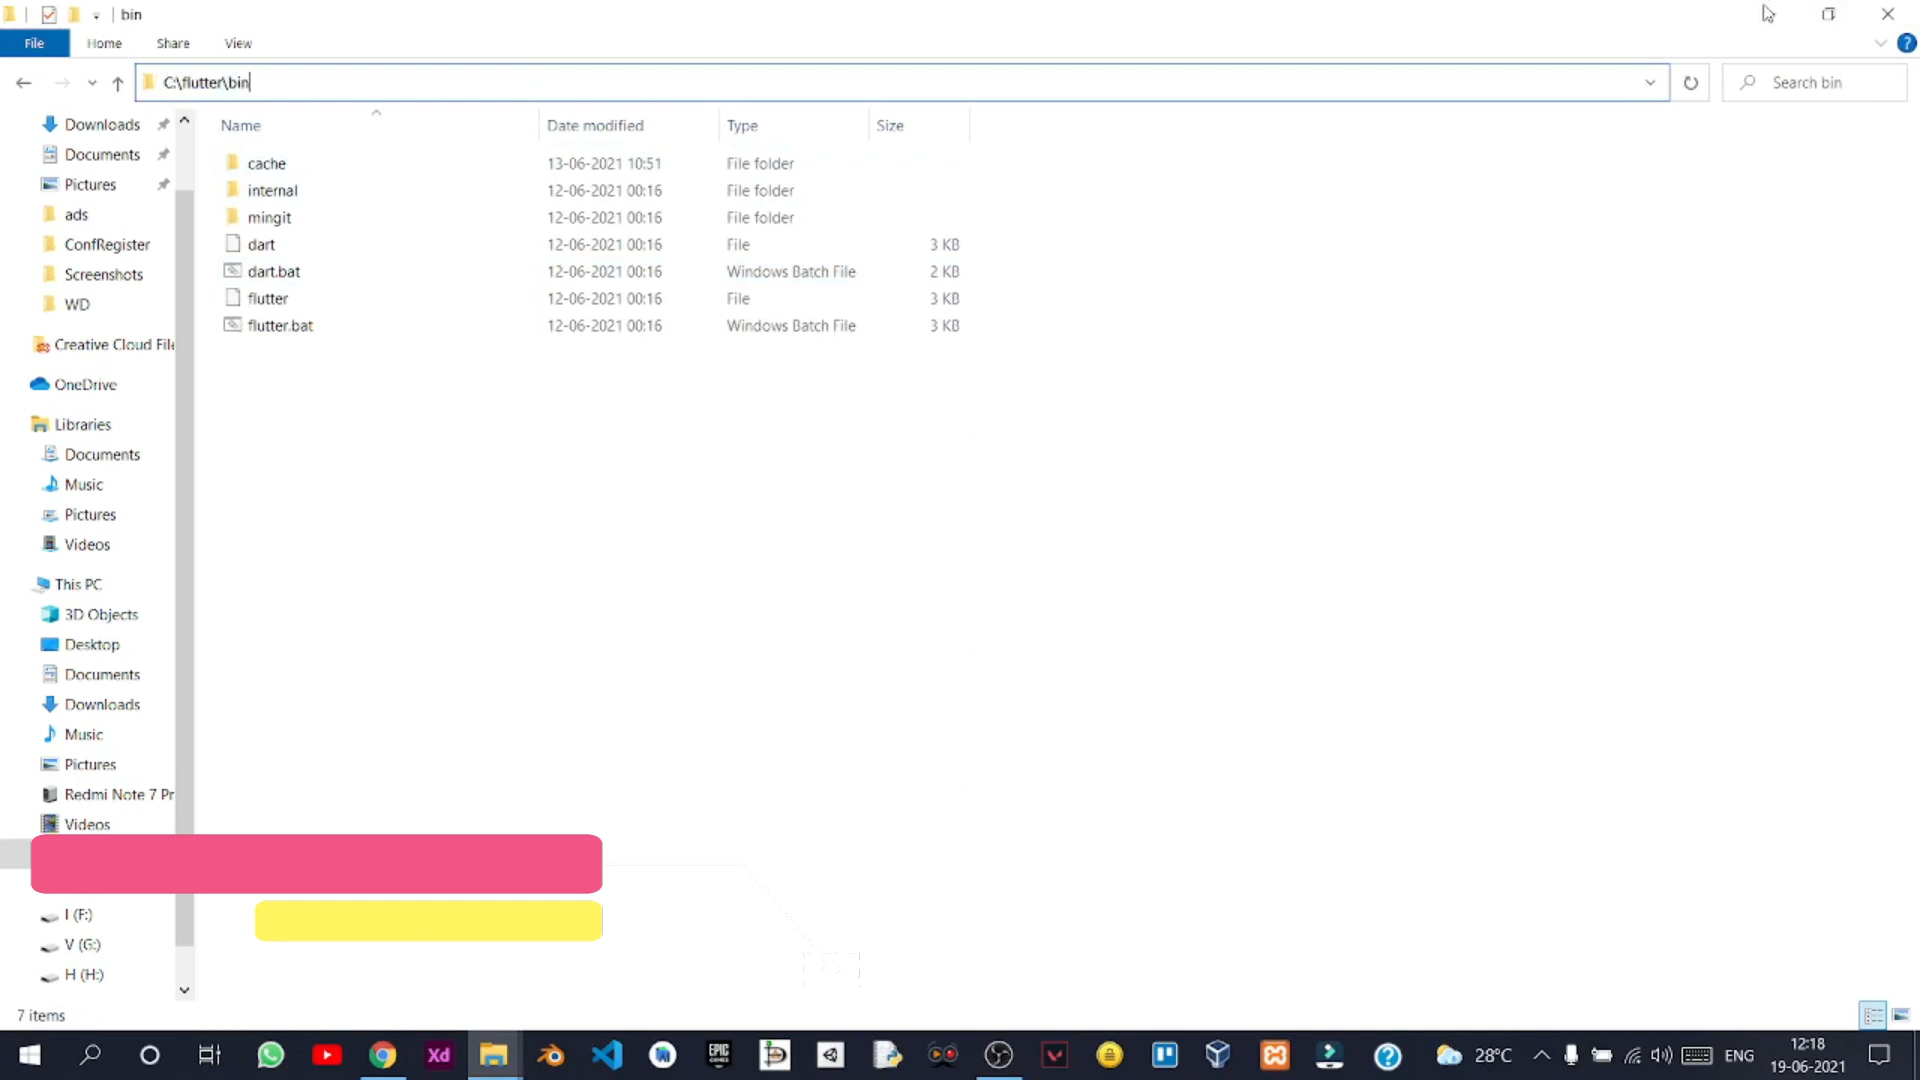 bin
File Home Share View
C:\flutter\bin
Search bin
Name Date modified Type Size
Downloads
Documents
Pictures
ads
ConfRegister
Screenshots
WD
Creative Cloud File
OneDrive
Libraries
Documents
Music
Pictures
Videos
This PC
3D Objects
Desktop
Documents
Downloads
Music
Pictures
Redmi Note 7 Pr
Videos
I (F:)
V (G:)
H (H:)
cache 13-06-2021 10:51 File folder
internal 12-06-2021 00:16 File folder
mingit 12-06-2021 00:16 File folder
dart 12-06-2021 00:16 File 3 KB
dart.bat 12-06-2021 00:16 Windows Batch File 2 KB
flutter 12-06-2021 00:16 File 3 KB
flutter.bat 12-06-2021 00:16 Windows Batch File 3 KB
7 items
Xd
EPIC GAMES
28°C
ENG
12:18
19-06-2021